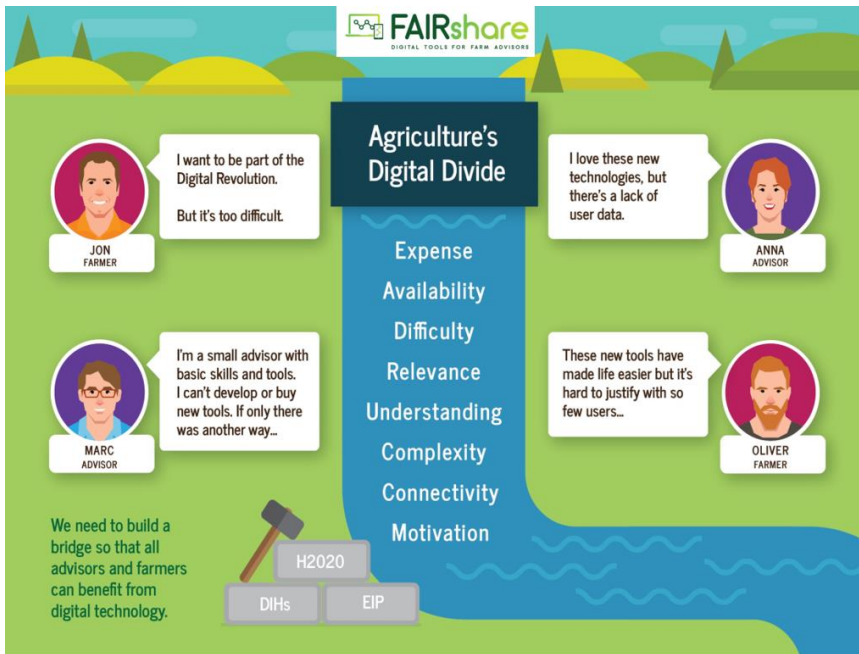 FAIRshare
DIGITAL TOOLS FOR FARM ADVISORS
Agriculture's
Digital Divide
I want to be part of the
Digital Revolution.
But it's too difficult.
JON
FARMER
I love these new
technologies, but
there's a lack of
user data.
ANNA
ADVISOR
Expense
Availability
Difficulty
Relevance
Understanding
Complexity
Connectivity
Motivation
I'm a small advisor with
basic skills and tools.
I can't develop or buy
new tools. If only there
was another way...
MARC
ADVISOR
These new tools have
made life easier but it's
hard to justify with so
few users...
OLIVER
FARMER
We need to build a
bridge so that all
advisors and farmers
can benefit from
digital technology.
H2020
DIHs
EIP